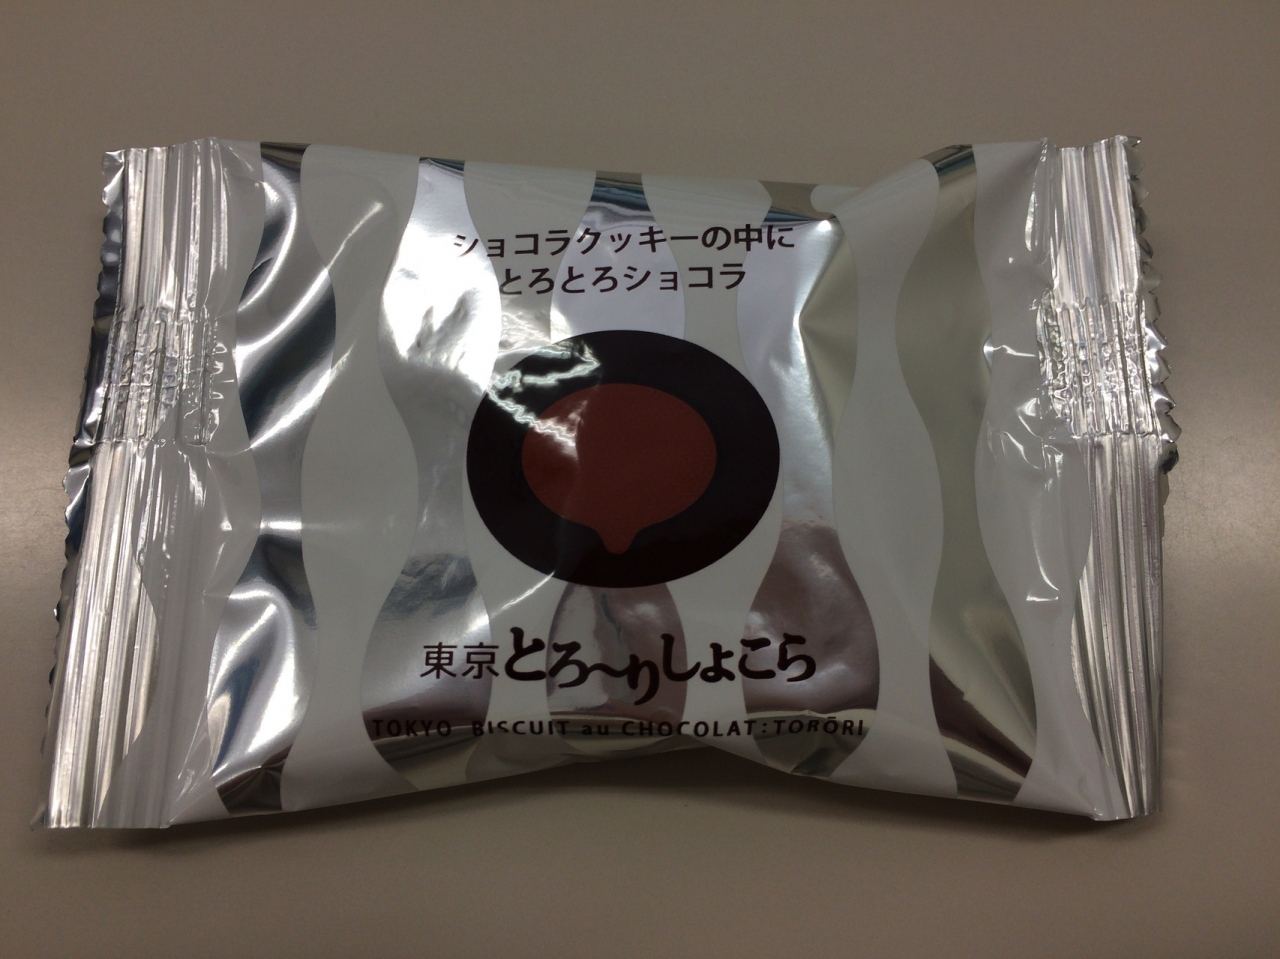 ショコラクッキーの中に
とろとろショコラ
東京とろ〜りしょこら
TOKYO BISCUIT au CHOCOLAT:TORŌRI